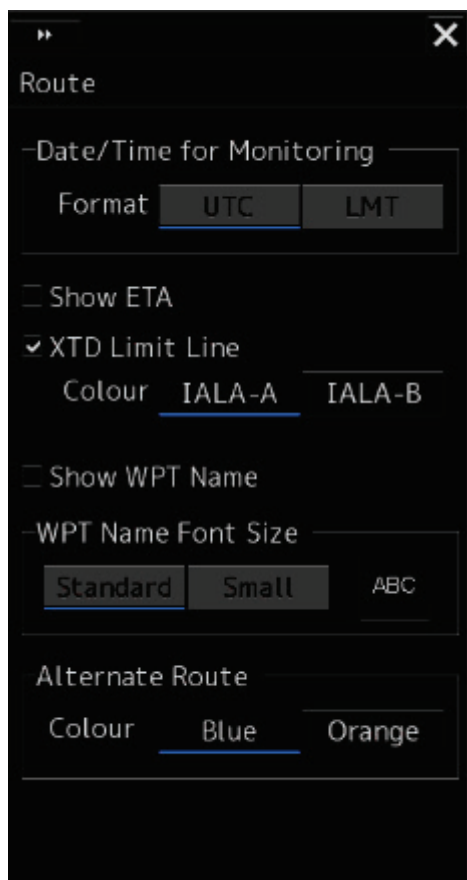 Route
Date/Time for Monitoring
Format UTC LMT
Show ETA
XTD Limit Line
Colour IALA-A IALA-B
Show WPT Name
WPT Name Font Size
Standard Small ABC
Alternate Route
Colour Blue Orange